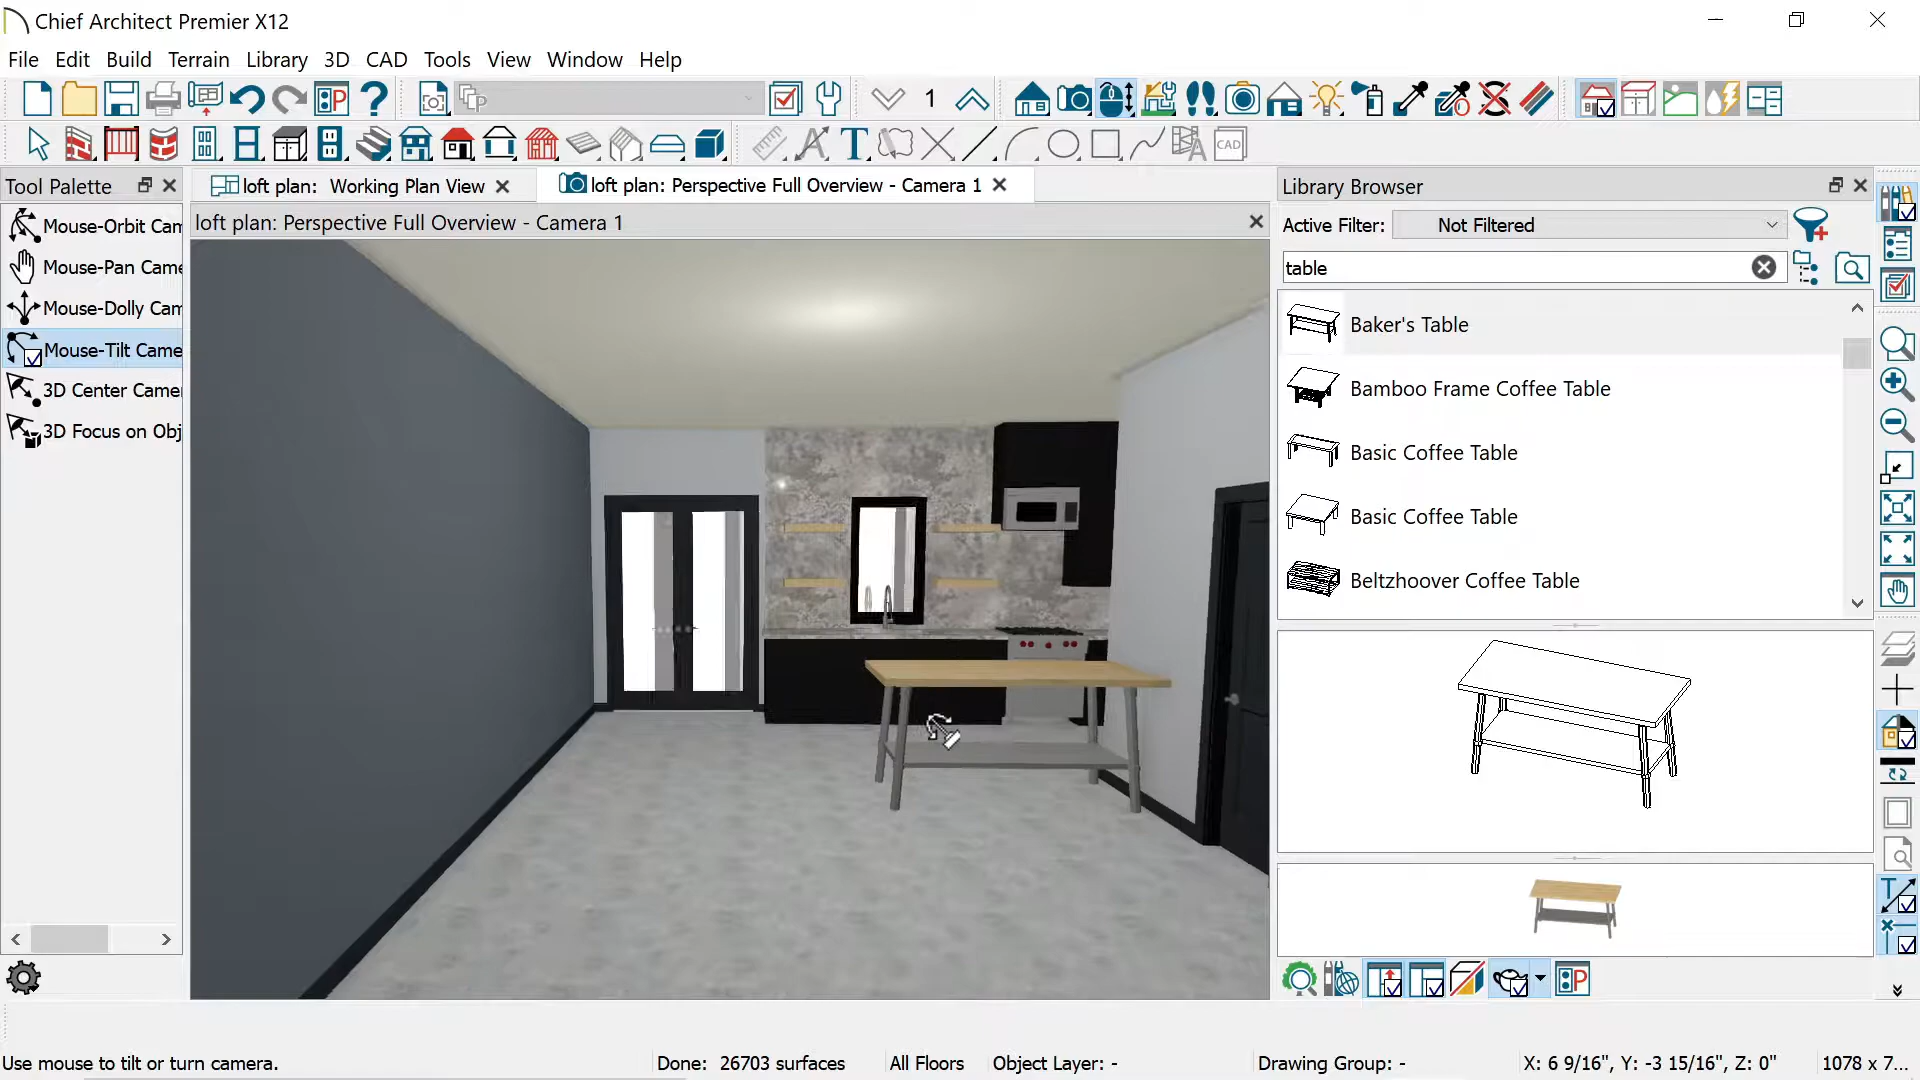 Chief Architect Premier X12
File Edit Build Terrain Library 3D CAD Tools View Window Help
1
CAD
Tool Palette
loft plan: Working Plan View
loft plan: Perspective Full Overview - Camera 1
Library Browser
loft plan: Perspective Full Overview - Camera 1
Active Filter: Not Filtered
Mouse-Orbit Cam
Mouse-Pan Came
Mouse-Dolly Cam
Mouse-Tilt Came
3D Center Came
3D Focus on Obj
table
Baker's Table
Bamboo Frame Coffee Table
Basic Coffee Table
Basic Coffee Table
Beltzhoover Coffee Table
Use mouse to tilt or turn camera.
Done: 26703 surfaces
All Floors
Object Layer: -
Drawing Group: -
X: 6 9/16", Y: -3 15/16", Z: 0"
1078 x 7...